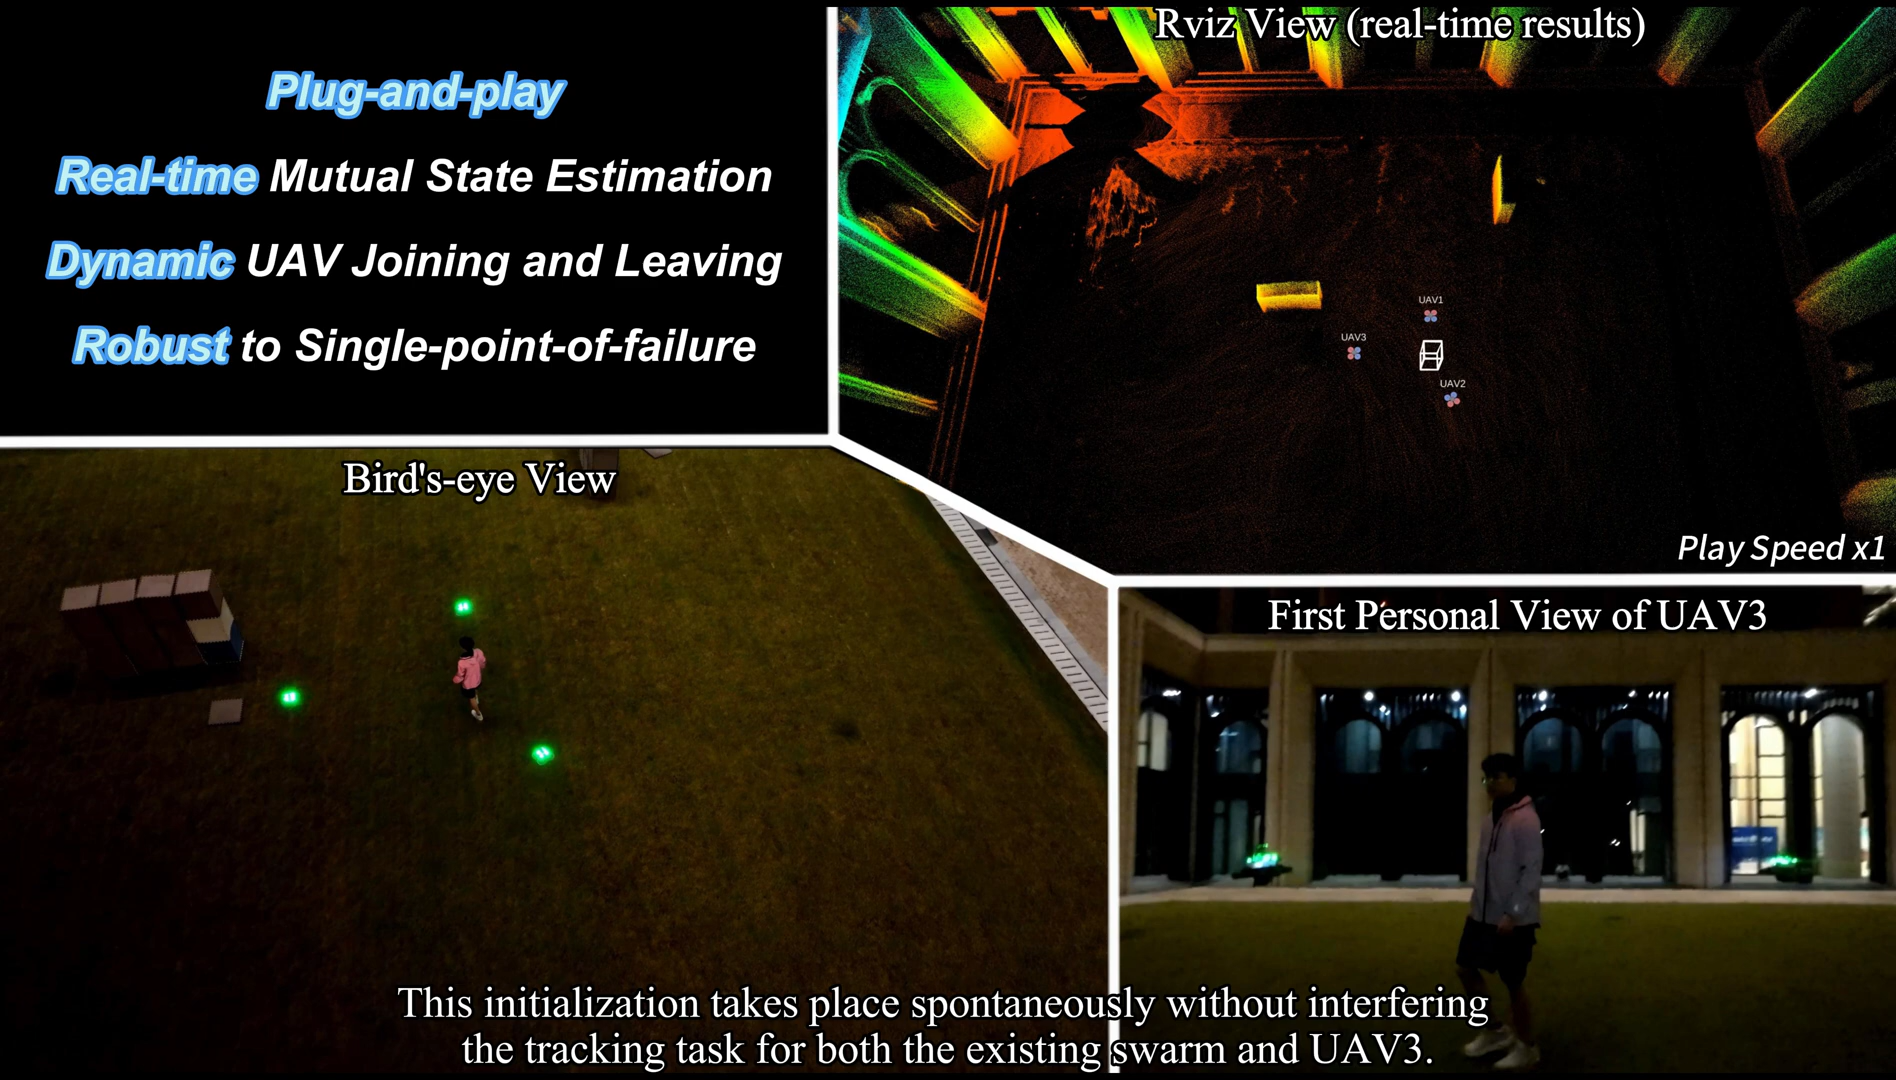 Plug-and-play
Real-time Mutual State Estimation
Dynamic UAV Joining and Leaving
Robust to Single-point-of-failure
Rviz View (real-time results)
UAV1
UAV3
UAV2
Play Speed x1
Bird's-eye View
First Personal View of UAV3
This initialization takes place spontaneously without interfering
the tracking task for both the existing swarm and UAV3.